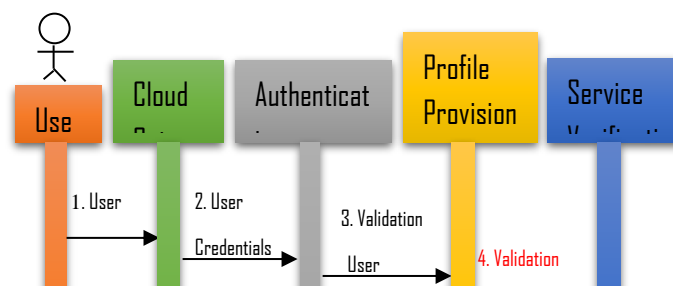 Use
Cloud
Authenticat
Profile
Provision
Service
1. User
2. User
Credentials
3. Validation
User
4. Validation